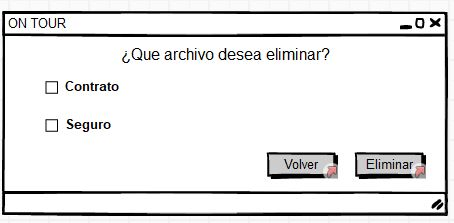 ON TOUR
¿Que archivo desea eliminar?
Contrato
Seguro
Volver
Eliminar